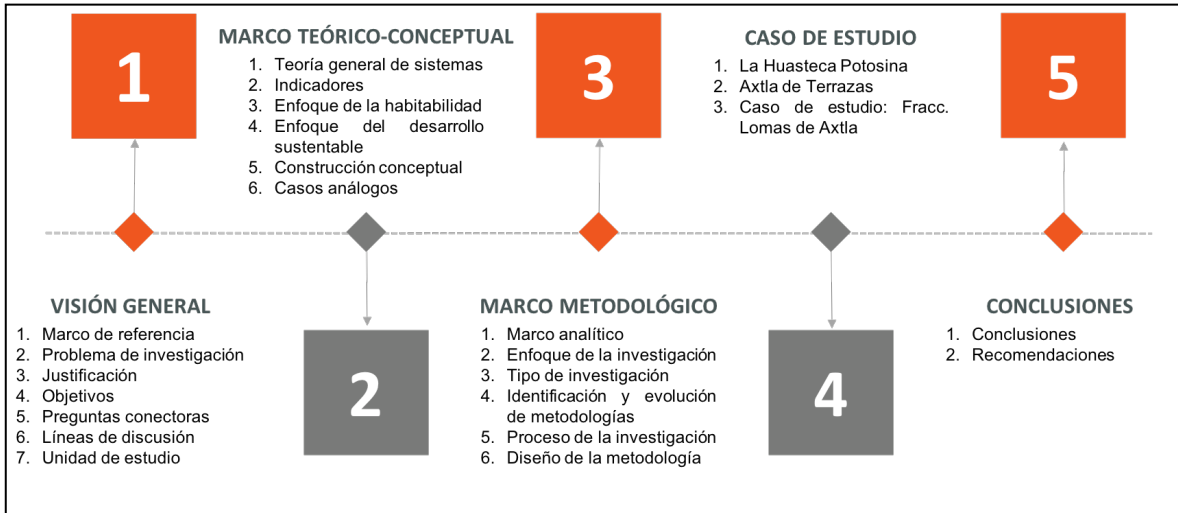 1
VISIÓN GENERAL
1. Marco de referencia
2. Problema de investigación
3. Justificación
4. Objetivos
5. Preguntas conectoras
6. Líneas de discusión
7. Unidad de estudio
MARCO TEÓRICO-CONCEPTUAL
1. Teoría general de sistemas
2. Indicadores
3. Enfoque de la habitabilidad
4. Enfoque del desarrollo
sustentable
5. Construcción conceptual
6. Casos análogos
2
3
MARCO METODOLÓGICO
1. Marco analítico
2. Enfoque de la investigación
3. Tipo de investigación
4. Identificación y evolución
de metodologías
5. Proceso de la investigación
6. Diseño de la metodología
CASO DE ESTUDIO
1. La Huasteca Potosina
2. Axtla de Terrazas
3. Caso de estudio: Fracc.
Lomas de Axtla
4
5
CONCLUSIONES
1. Conclusiones
2. Recomendaciones